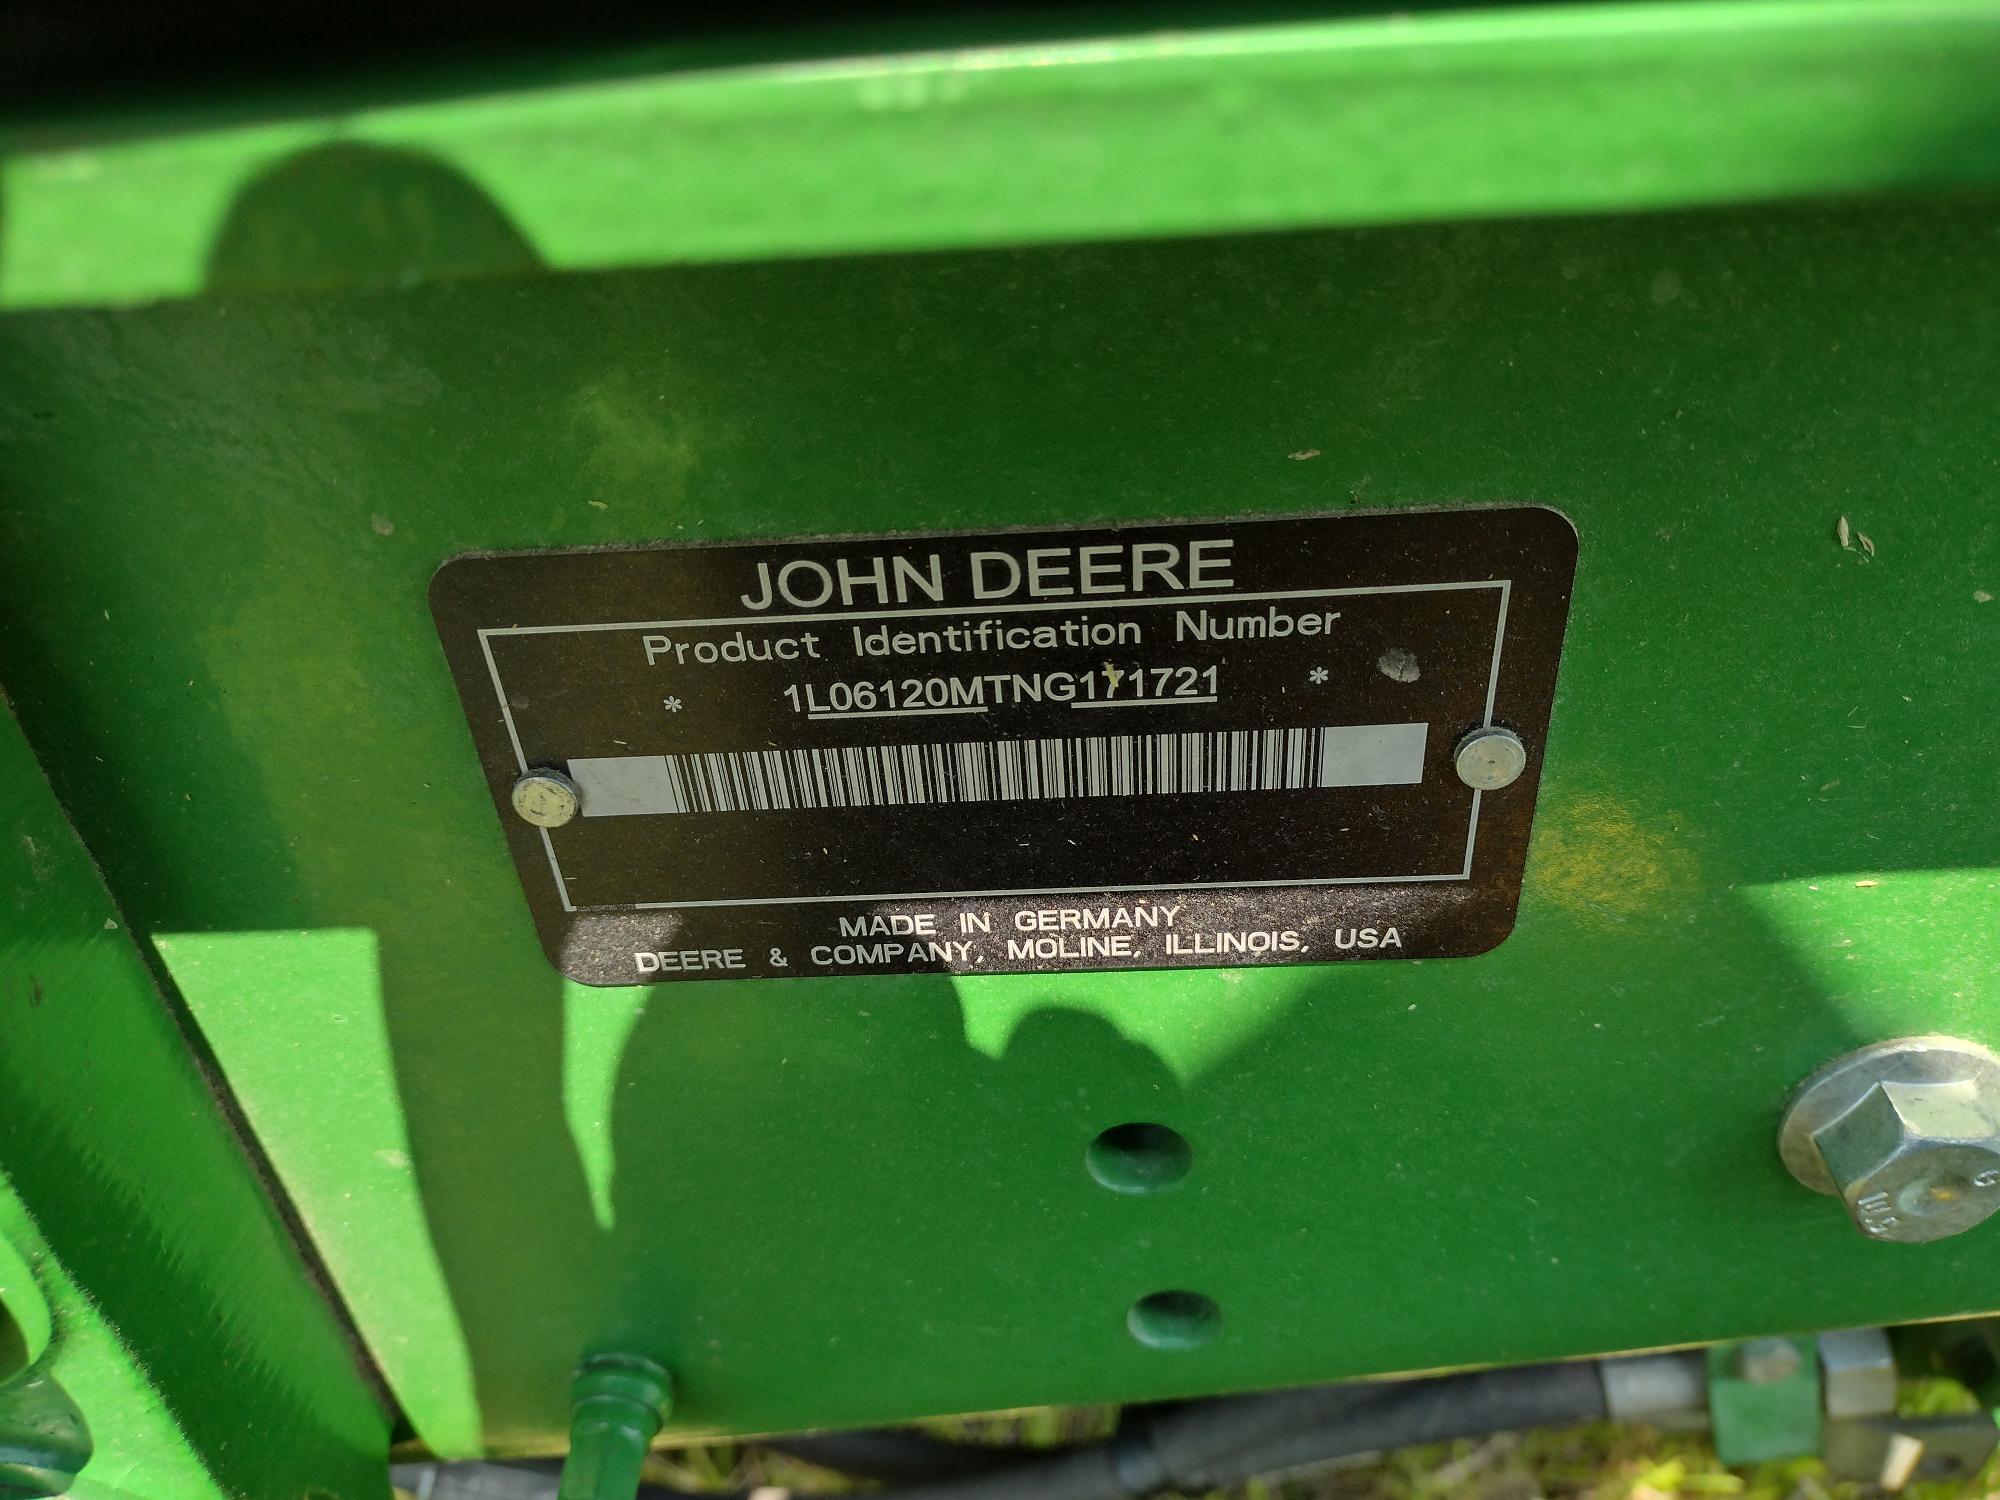 JOHN DEERE
Product Identification Number
* 1L06120MTNG171721 *
MADE IN GERMANY
DEERE & COMPANY, MOLINE, ILLINOIS, USA